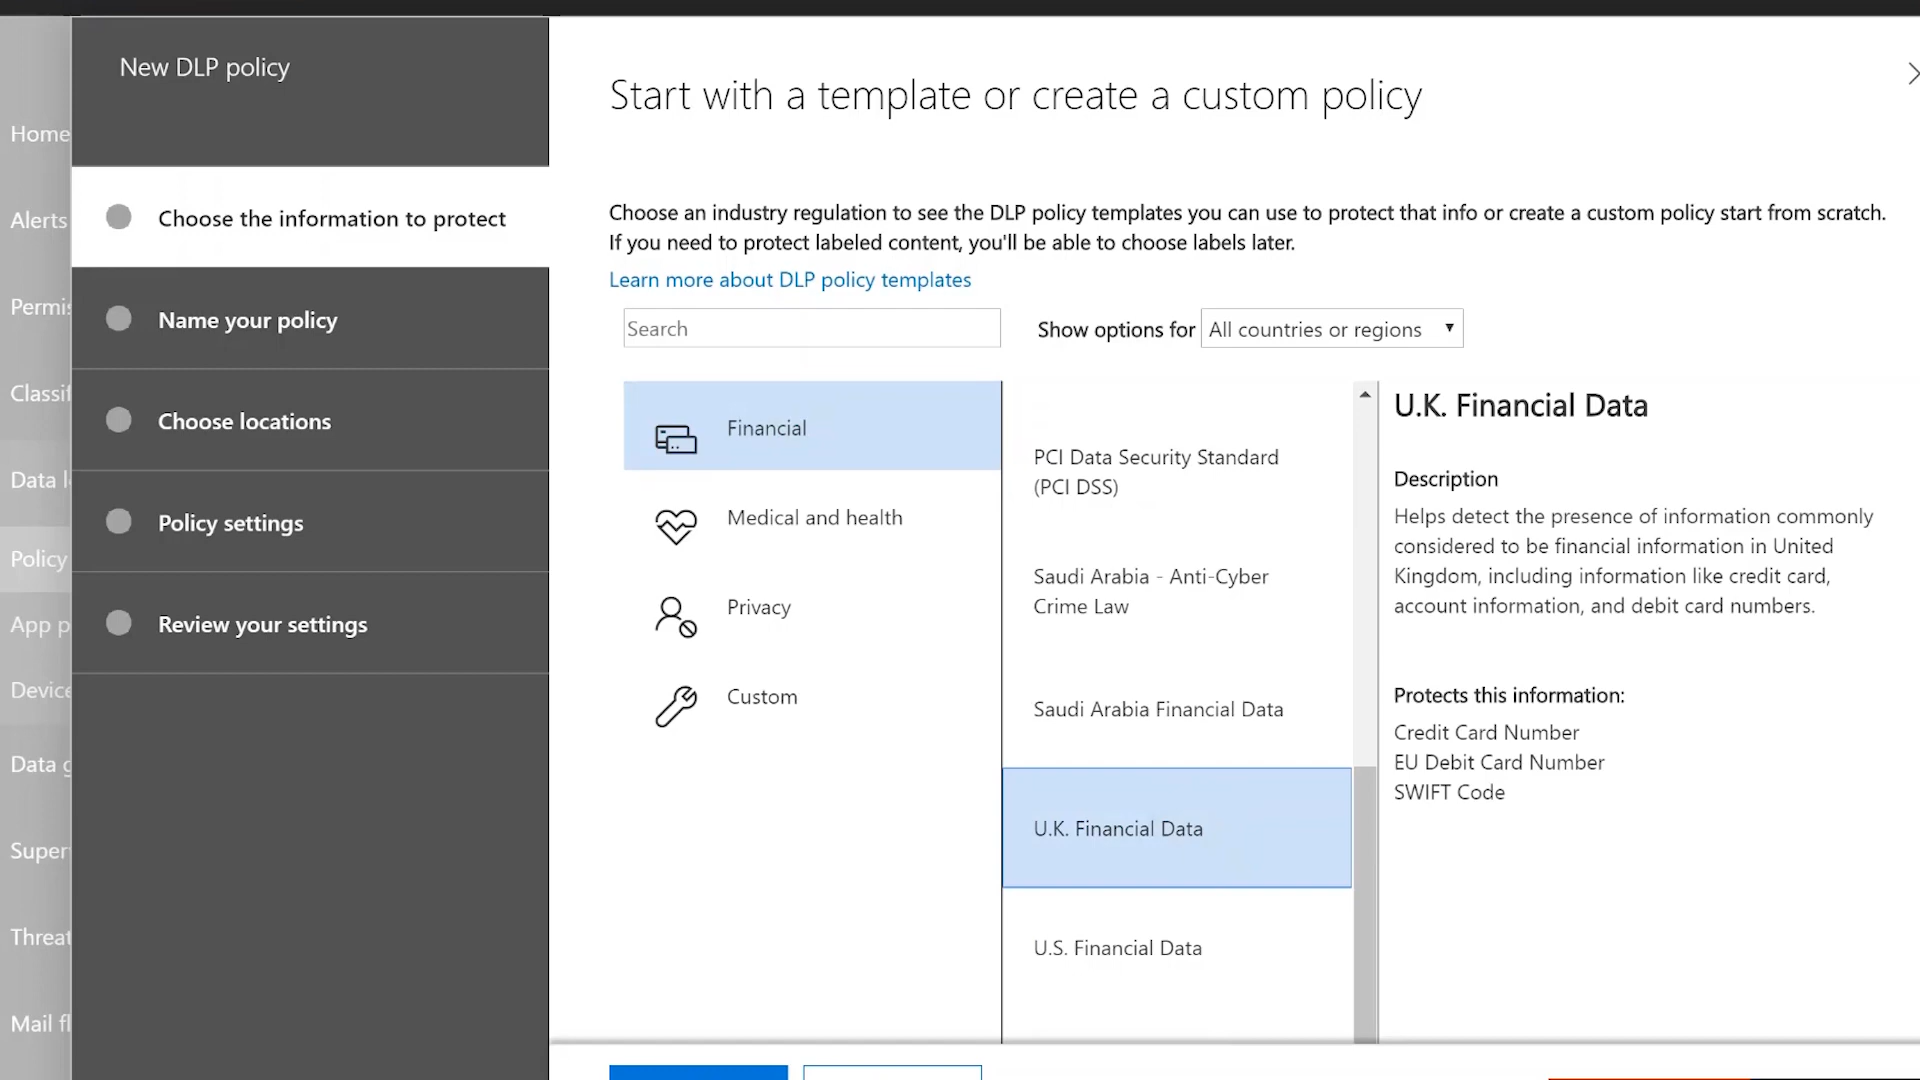 New DLP policy
Home
Alerts
Permis
Classif
Data l
Policy
App p
Device
Data g
Super
Threat
Mail fl
Choose the information to protect
Name your policy
Choose locations
Policy settings
Review your settings
Start with a template or create a custom policy
Choose an industry regulation to see the DLP policy templates you can use to protect that info or create a custom policy start from scratch.
If you need to protect labeled content, you'll be able to choose labels later.
Learn more about DLP policy templates
Search
Show options for All countries or regions
Financial
Medical and health
Privacy
Custom
PCI Data Security Standard
(PCI DSS)
Saudi Arabia - Anti-Cyber
Crime Law
Saudi Arabia Financial Data
U.K. Financial Data
U.S. Financial Data
U.K. Financial Data
Description
Helps detect the presence of information commonly
considered to be financial information in United
Kingdom, including information like credit card,
account information, and debit card numbers.
Protects this information:
Credit Card Number
EU Debit Card Number
SWIFT Code